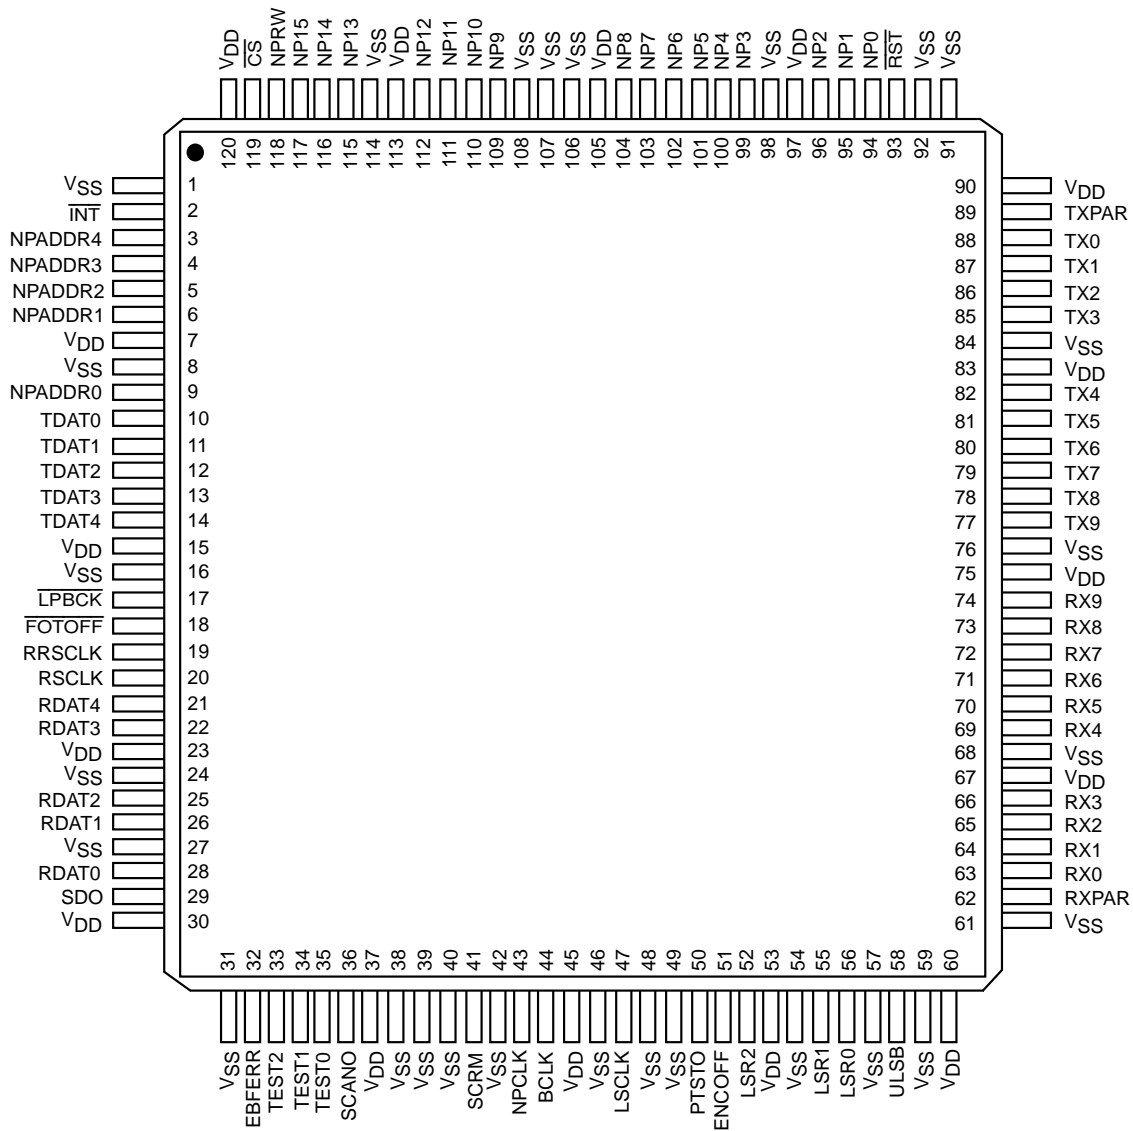 VDD CS NPRW NP15 NP14 NP13 VSS VDD NP12 NP11 NP10 NP9 VSS VSS VSS VDD NP8 NP7 NP6 NP5 NP4 NP3 VSS VDD NP2 NP1 NP0 RST VSS VSS
120 119 118 117 116 115 114 113 112 111 110 109 108 107 106 105 104 103 102 101 100 99 98 97 96 95 94 93 92 91
VSS 1 90 VDD
INT 2 89 TXPAR
NPADDR4 3 88 TX0
NPADDR3 4 87 TX1
NPADDR2 5 86 TX2
NPADDR1 6 85 TX3
VDD 7 84 VSS
VSS 8 83 VDD
NPADDR0 9 82 TX4
TDAT0 10 81 TX5
TDAT1 11 80 TX6
TDAT2 12 79 TX7
TDAT3 13 78 TX8
TDAT4 14 77 TX9
VDD 15 76 VSS
VSS 16 75 VDD
LPBCK 17 74 RX9
FOTOFF 18 73 RX8
RRSCLK 19 72 RX7
RSCLK 20 71 RX6
RDAT4 21 70 RX5
RDAT3 22 69 RX4
VDD 23 68 VSS
VSS 24 67 VDD
RDAT2 25 66 RX3
RDAT1 26 65 RX2
VSS 27 64 RX1
RDAT0 28 63 RX0
SDO 29 62 RXPAR
VDD 30 61 VSS
31 32 33 34 35 36 37 38 39 40 41 42 43 44 45 46 47 48 49 50 51 52 53 54 55 56 57 58 59 60
VSS EBFERR TEST2 TEST1 TEST0 SCANO VDD VSS VSS VSS SCRM VSS NPCLK BCLK VDD VSS LSCLK VSS VSS PTSTO ENCOFF LSR2 VDD VSS LSR1 LSR0 VSS ULSB VSS VDD